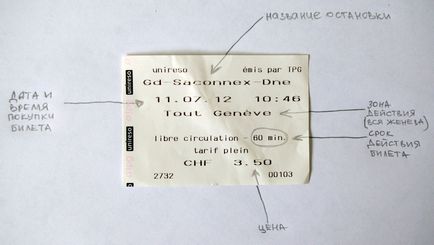 НАЗВАНИЕ ОСТАНОВКИ
unireso émis par TPG
Gd-Saconnex-Dne
11.07.12 10:46
Tout Genève
libre circulation - 60 min.
tarif plein
CHF 3.50
2732 00103
unireso
unireso
ДАТА И
ВРЕМЯ
ПОКУПКИ
БИЛЕТА
ЗОНА
ДЕЙСТВИЯ
(ВСЯ ЖЕНЕВА)
СРОК
ДЕЙСТВИЯ
БИЛЕТА
ЦЕНА